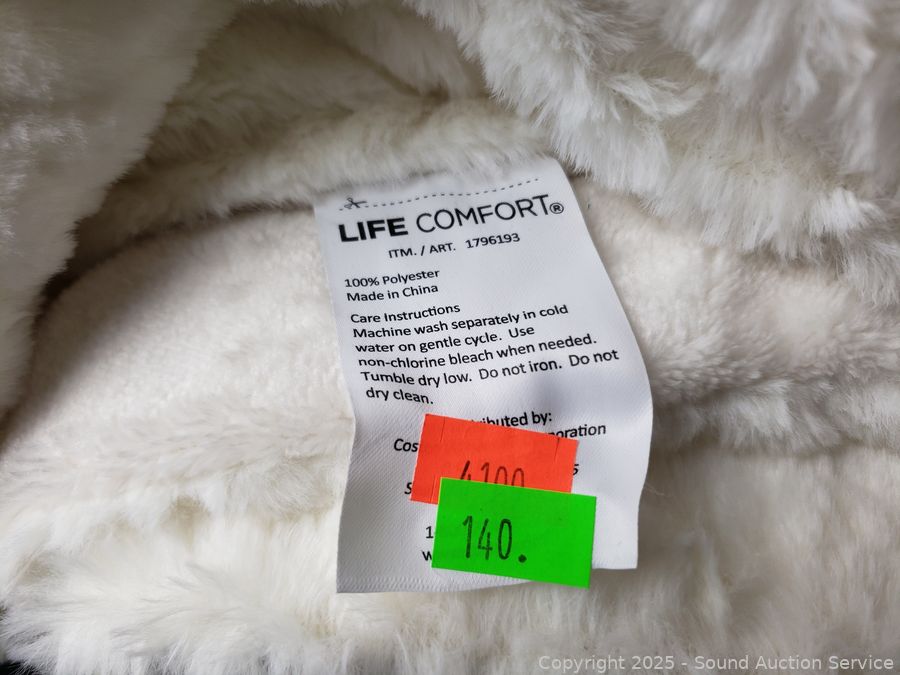 LIFE COMFORT®
ITM. / ART. 1796193
100% Polyester
Made in China
Care Instructions
Machine wash separately in cold
water on gentle cycle. Use
non-chlorine bleach when needed.
Tumble dry low. Do not iron. Do not
dry clean.
by:
4100
140.
Copyright 2025 - Sound Auction Service